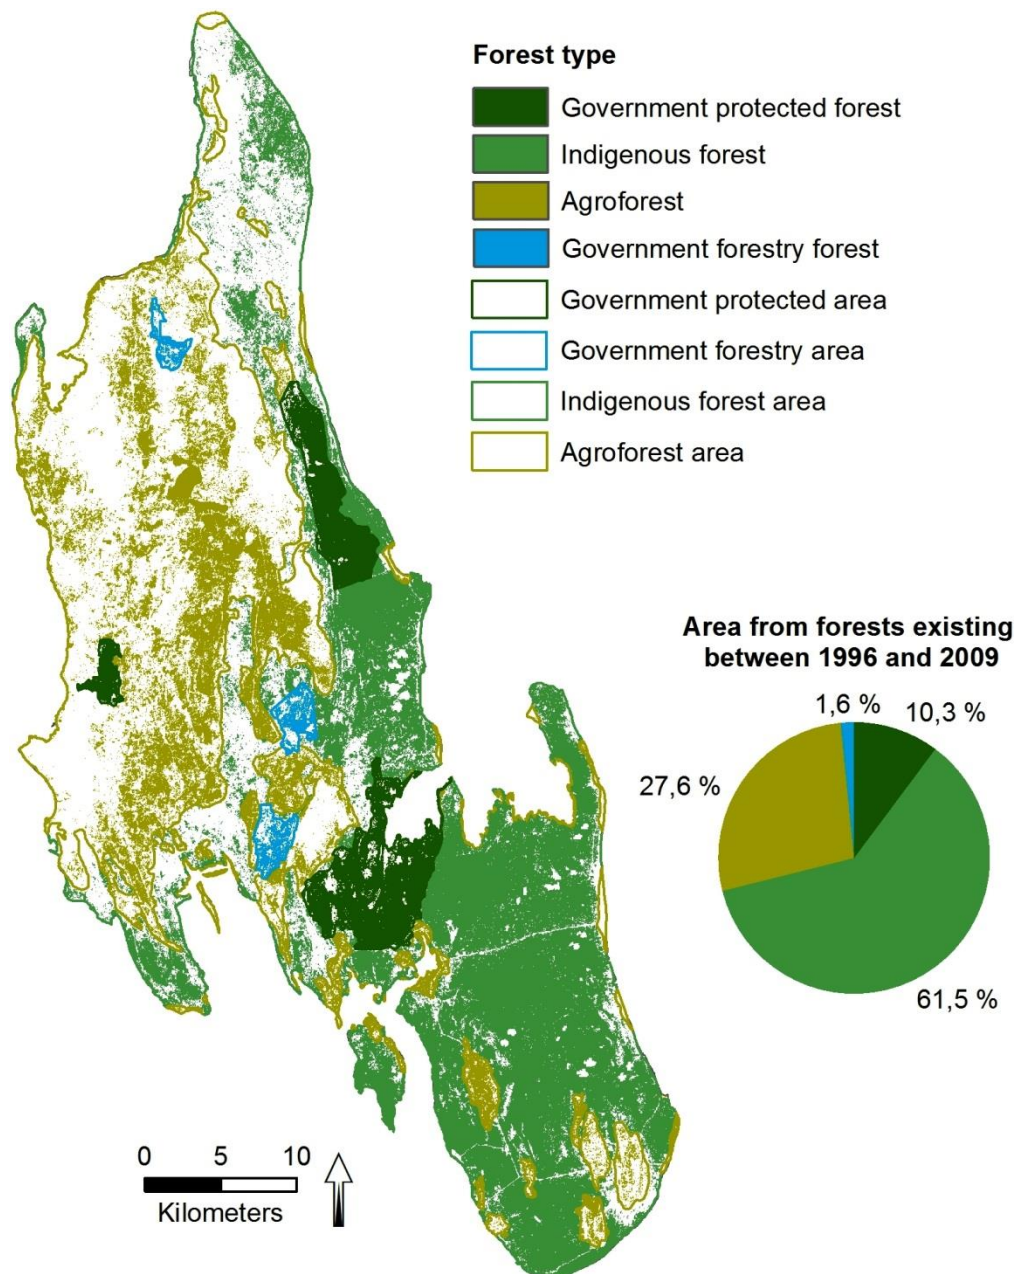 Forest type
Government protected forest
Indigenous forest
Agroforest
Government forestry forest
Government protected area
Government forestry area
Indigenous forest area
Agroforest area
Area from forests existing
between 1996 and 2009
1,6 %
10,3 %
27,6 %
61,5 %
0 5 10
Kilometers